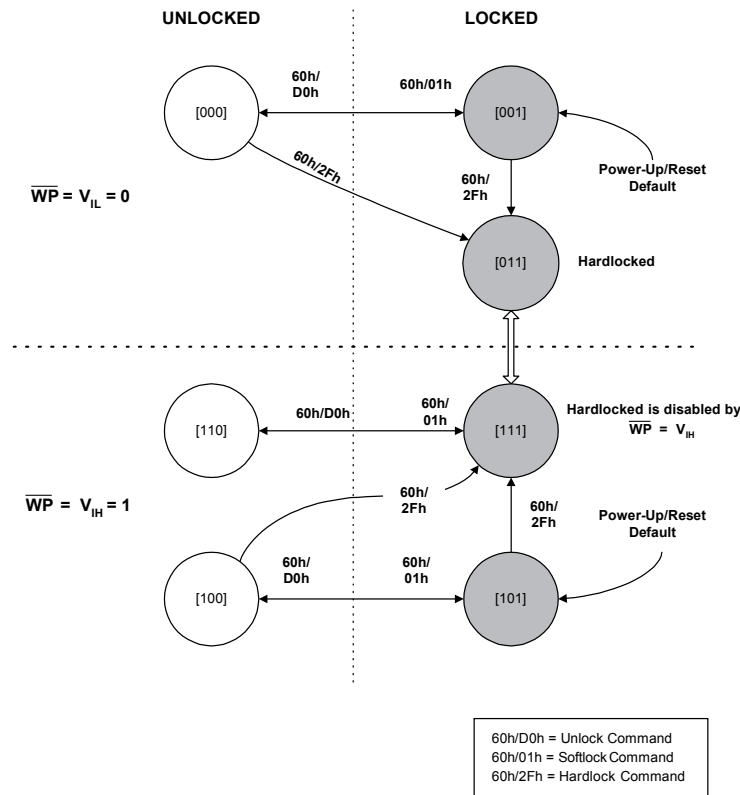 UNLOCKED
LOCKED
60h/
D0h
60h/01h
[000]
[001]
60h/2Fh
60h/
2Fh
Power-Up/Reset
Default
WP = VIL = 0
[011]
Hardlocked
60h/D0h
60h/
01h
[110]
[111]
Hardlocked is disabled by
WP = VIH
WP = VIH = 1
60h/
2Fh
60h/
2Fh
Power-Up/Reset
Default
60h/
D0h
60h/
01h
[100]
[101]
60h/D0h = Unlock Command
60h/01h = Softlock Command
60h/2Fh = Hardlock Command